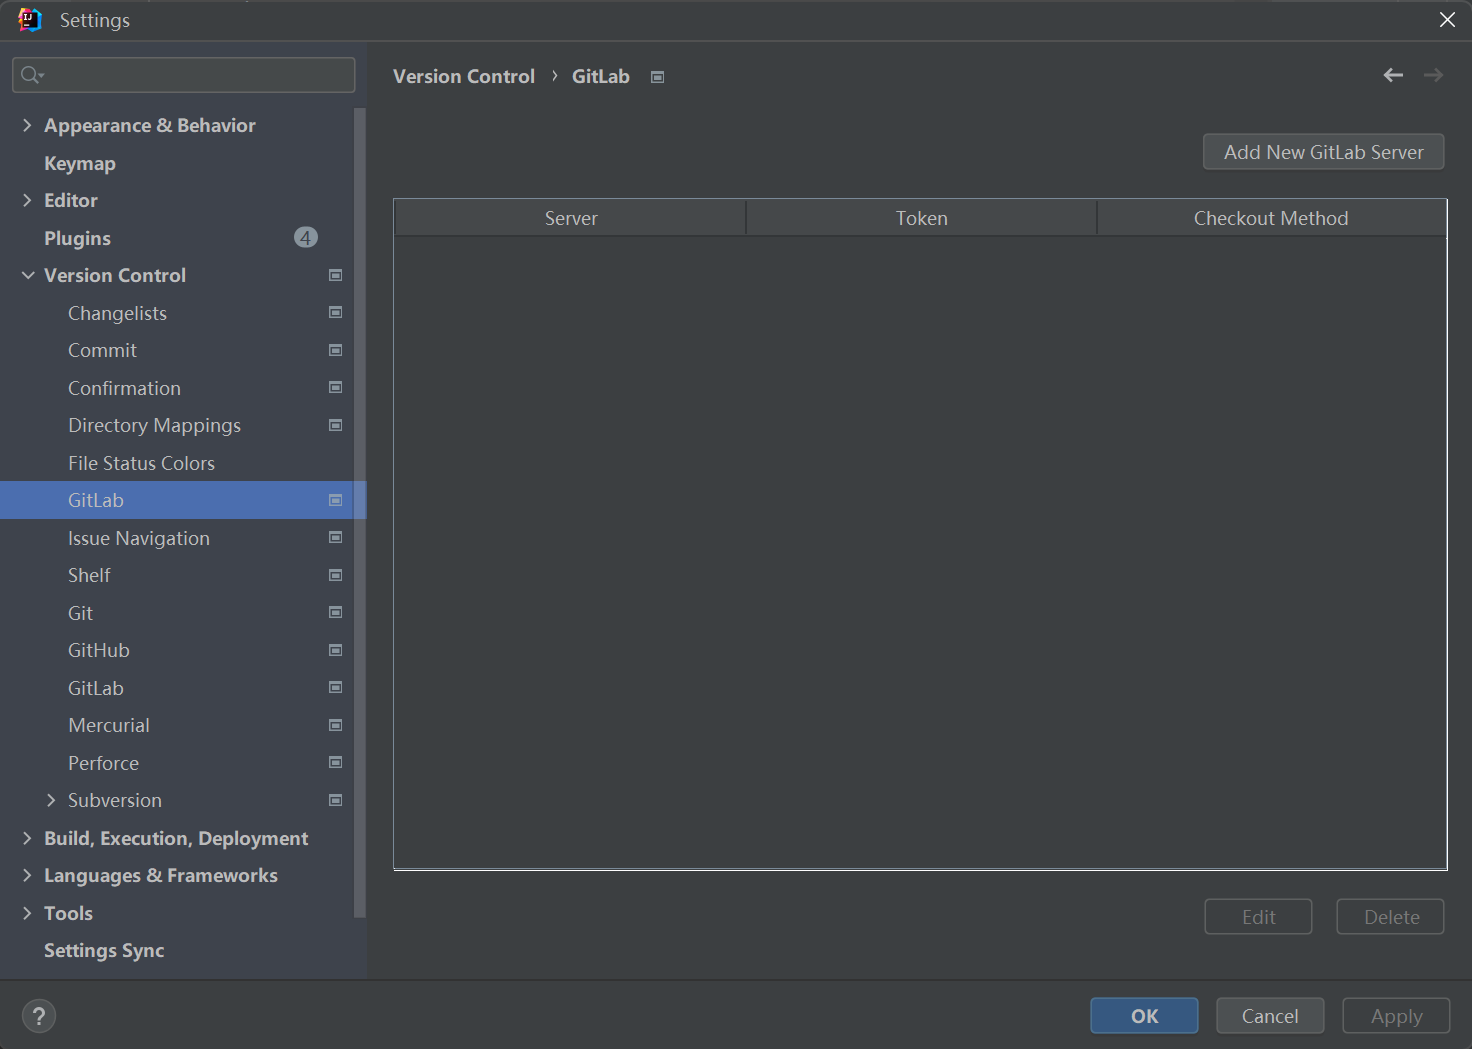 Settings
Version Control › GitLab
Appearance & Behavior
Keymap
Editor
Plugins 4
Version Control
Changelists
Commit
Confirmation
Directory Mappings
File Status Colors
GitLab
Issue Navigation
Shelf
Git
GitHub
GitLab
Mercurial
Perforce
Subversion
Build, Execution, Deployment
Languages & Frameworks
Tools
Settings Sync
Add New GitLab Server
Server Token Checkout Method
Edit Delete
? OK Cancel Apply